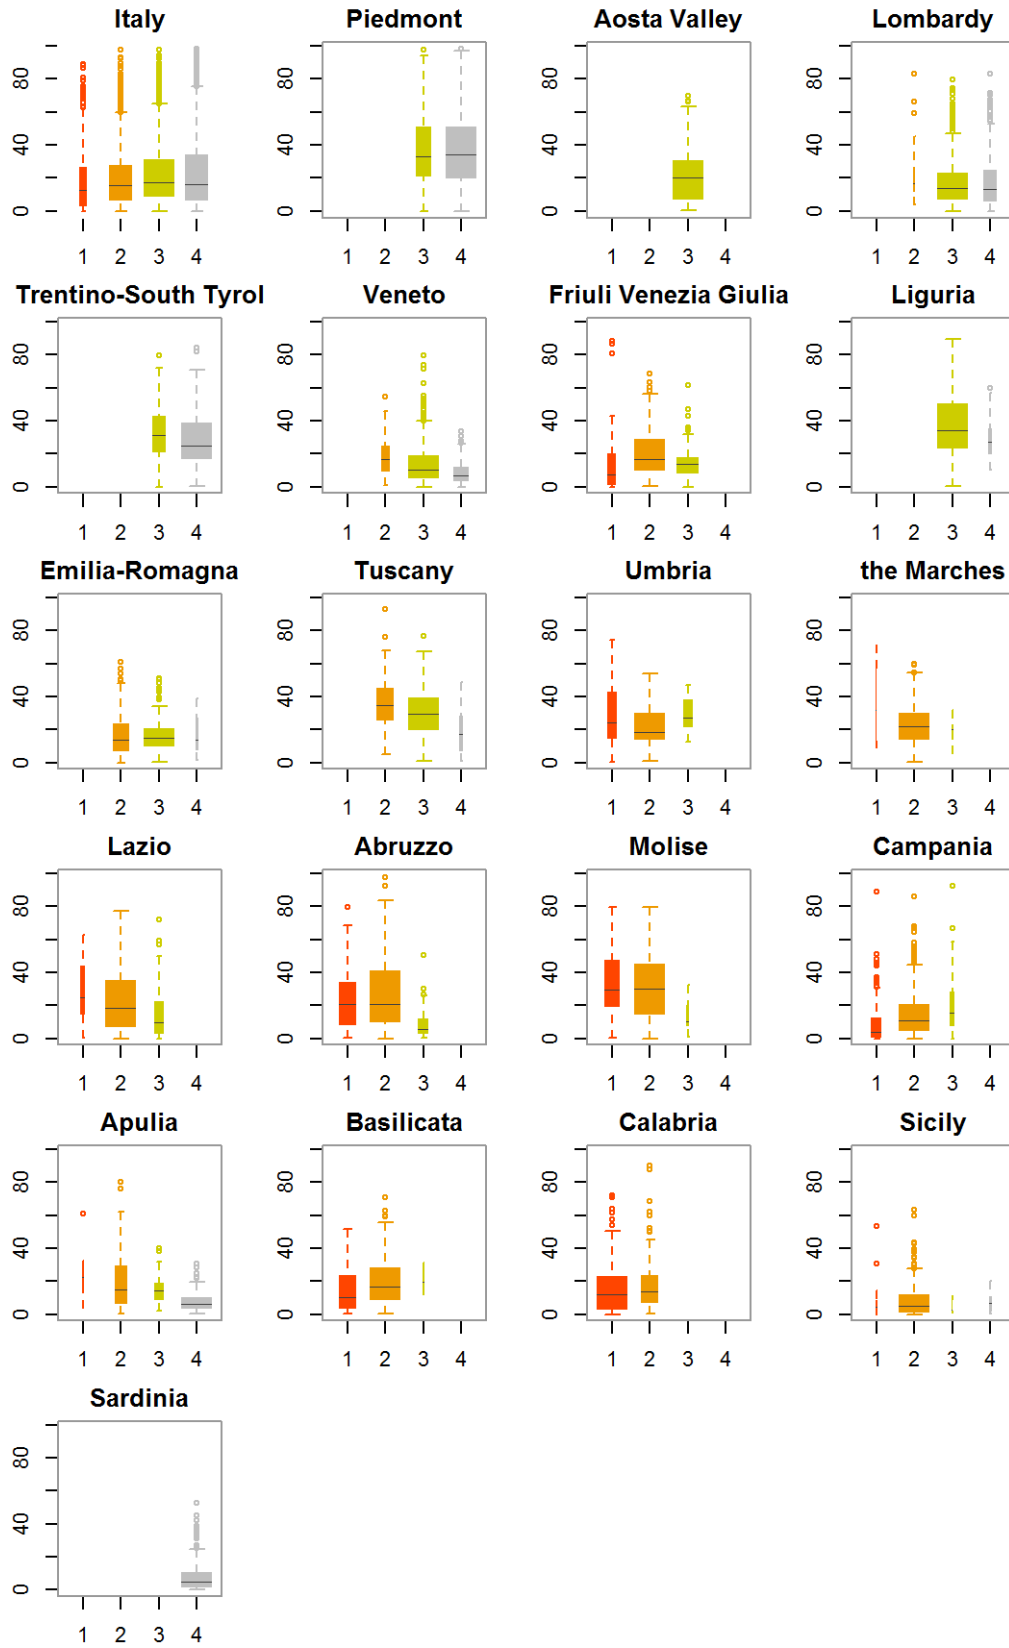 Italy Piedmont Aosta Valley Lombardy
80
40
0
1 2 3 4
80
40
0
1 2 3 4
80
40
0
1 2 3 4
80
40
0
1 2 3 4
Trentino-South Tyrol Veneto Friuli Venezia Giulia Liguria
80
40
0
1 2 3 4
80
40
0
1 2 3 4
80
40
0
1 2 3 4
80
40
0
1 2 3 4
Emilia-Romagna Tuscany Umbria the Marches
80
40
0
1 2 3 4
80
40
0
1 2 3 4
80
40
0
1 2 3 4
80
40
0
1 2 3 4
Lazio Abruzzo Molise Campania
80
40
0
1 2 3 4
80
40
0
1 2 3 4
80
40
0
1 2 3 4
80
40
0
1 2 3 4
Apulia Basilicata Calabria Sicily
80
40
0
1 2 3 4
80
40
0
1 2 3 4
80
40
0
1 2 3 4
80
40
0
1 2 3 4
Sardinia
80
40
0
1 2 3 4